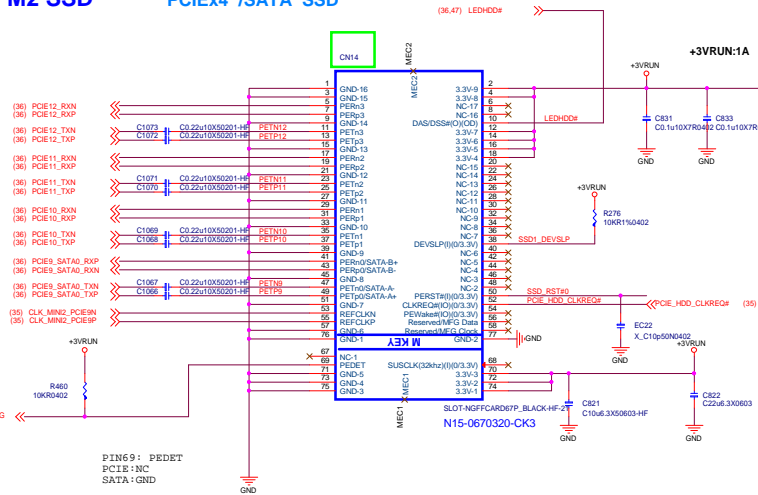 M2 SSD
PCIEx4 /SATA SSD
(36,47) LEDHDD#
+3VRUN:1A
CN14
MEC2
MEC2
+3VRUN
1 GND-16 3.3V-9 2
3 GND-15 3.3V-8 4
(36) PCIE12_RXN 5 PERn3 NC-17 6
(36) PCIE12_RXP 7 PERp3 NC-16 8
9 GND-14 DAS/DSS#(O)(OD) 10 LEDHDD#
(36) PCIE12_TXN C1073 C0.22u10X50201-HF PETN12 11 PETn3 3.3V-7 12
(36) PCIE12_TXP C1072 C0.22u10X50201-HF PETP12 13 PETp3 3.3V-6 14
15 GND-13 3.3V-5 16
(36) PCIE11_RXN 17 PERn2 3.3V-4 18
(36) PCIE11_RXP 19 PERp2 NC-15 20
21 GND-12 NC-14 22
(36) PCIE11_TXN C1071 C0.22u10X50201-HF PETN11 23 PETn2 NC-13 24
(36) PCIE11_TXP C1070 C0.22u10X50201-HF PETP11 25 PETp2 NC-12 26
27 GND-11 NC-11 28
(36) PCIE10_RXN 29 PERn1 NC-10 30
(36) PCIE10_RXP 31 PERp1 NC-9 32
33 GND-10 NC-8 34
(36) PCIE10_TXN C1069 C0.22u10X50201-HF PETN10 35 PETn1 NC-7 36
(36) PCIE10_TXP C1068 C0.22u10X50201-HF PETP10 37 PETp1 DEVSLP(I)(0/3.3V) 38 SSD1_DEVSLP
39 GND-9 NC-6 40
(36) PCIE9_SATA0_RXP 41 PERn0/SATA-B+ NC-5 42
(36) PCIE9_SATA0_RXN 43 PERp0/SATA-B- NC-4 44
45 GND-8 NC-3 46
(36) PCIE9_SATA0_TXN C1067 C0.22u10X50201-HF PETN9 47 PETn0/SATA-A- NC-2 48
(36) PCIE9_SATA0_TXP C1066 C0.22u10X50201-HF PETP9 49 PETp0/SATA-A+ PERST#(I)(0/3.3V) 50 SSD_RST#0
51 GND-7 CLKREQ#(IO)(0/3.3V) 52 PCIE_HDD_CLKREQ# PCIE_HDD_CLKREQ# (35)
(35) CLK_MINI2_PCIE9N 53 REFCLKN PEWake#(IO)(0/3.3V) 54
(35) CLK_MINI2_PCIE9P 55 REFCLKP Reserved/MFG Data 56
57 GND-6 Reserved/MFG Clock 58
76 GND-1 GND-2 77 GND
M KEY
67 NC-1
69 PEDET SUSCLK(32khz)(I)(0/3.3V) 68
71 GND-5 3.3V-3 70
73 GND-4 3.3V-2 72
75 GND-3 3.3V-1 74
C831
C0.1u10X7R0402
GND
C833
C0.1u10X7R
GND
+3VRUN
R276
10KR1%0402
EC22
X_C10p50N0402
GND
+3VRUN
C822
C22u6.3X0603
GND
C821
C10u6.3X50603-HF
GND
+3VRUN
R460
10KR0402
G
MEC1
MEC1
SLOT-NGFFCARD67P_BLACK-HF-2T
N15-0670320-CK3
PIN69: PEDET
PCIE:NC
SATA:GND
GND